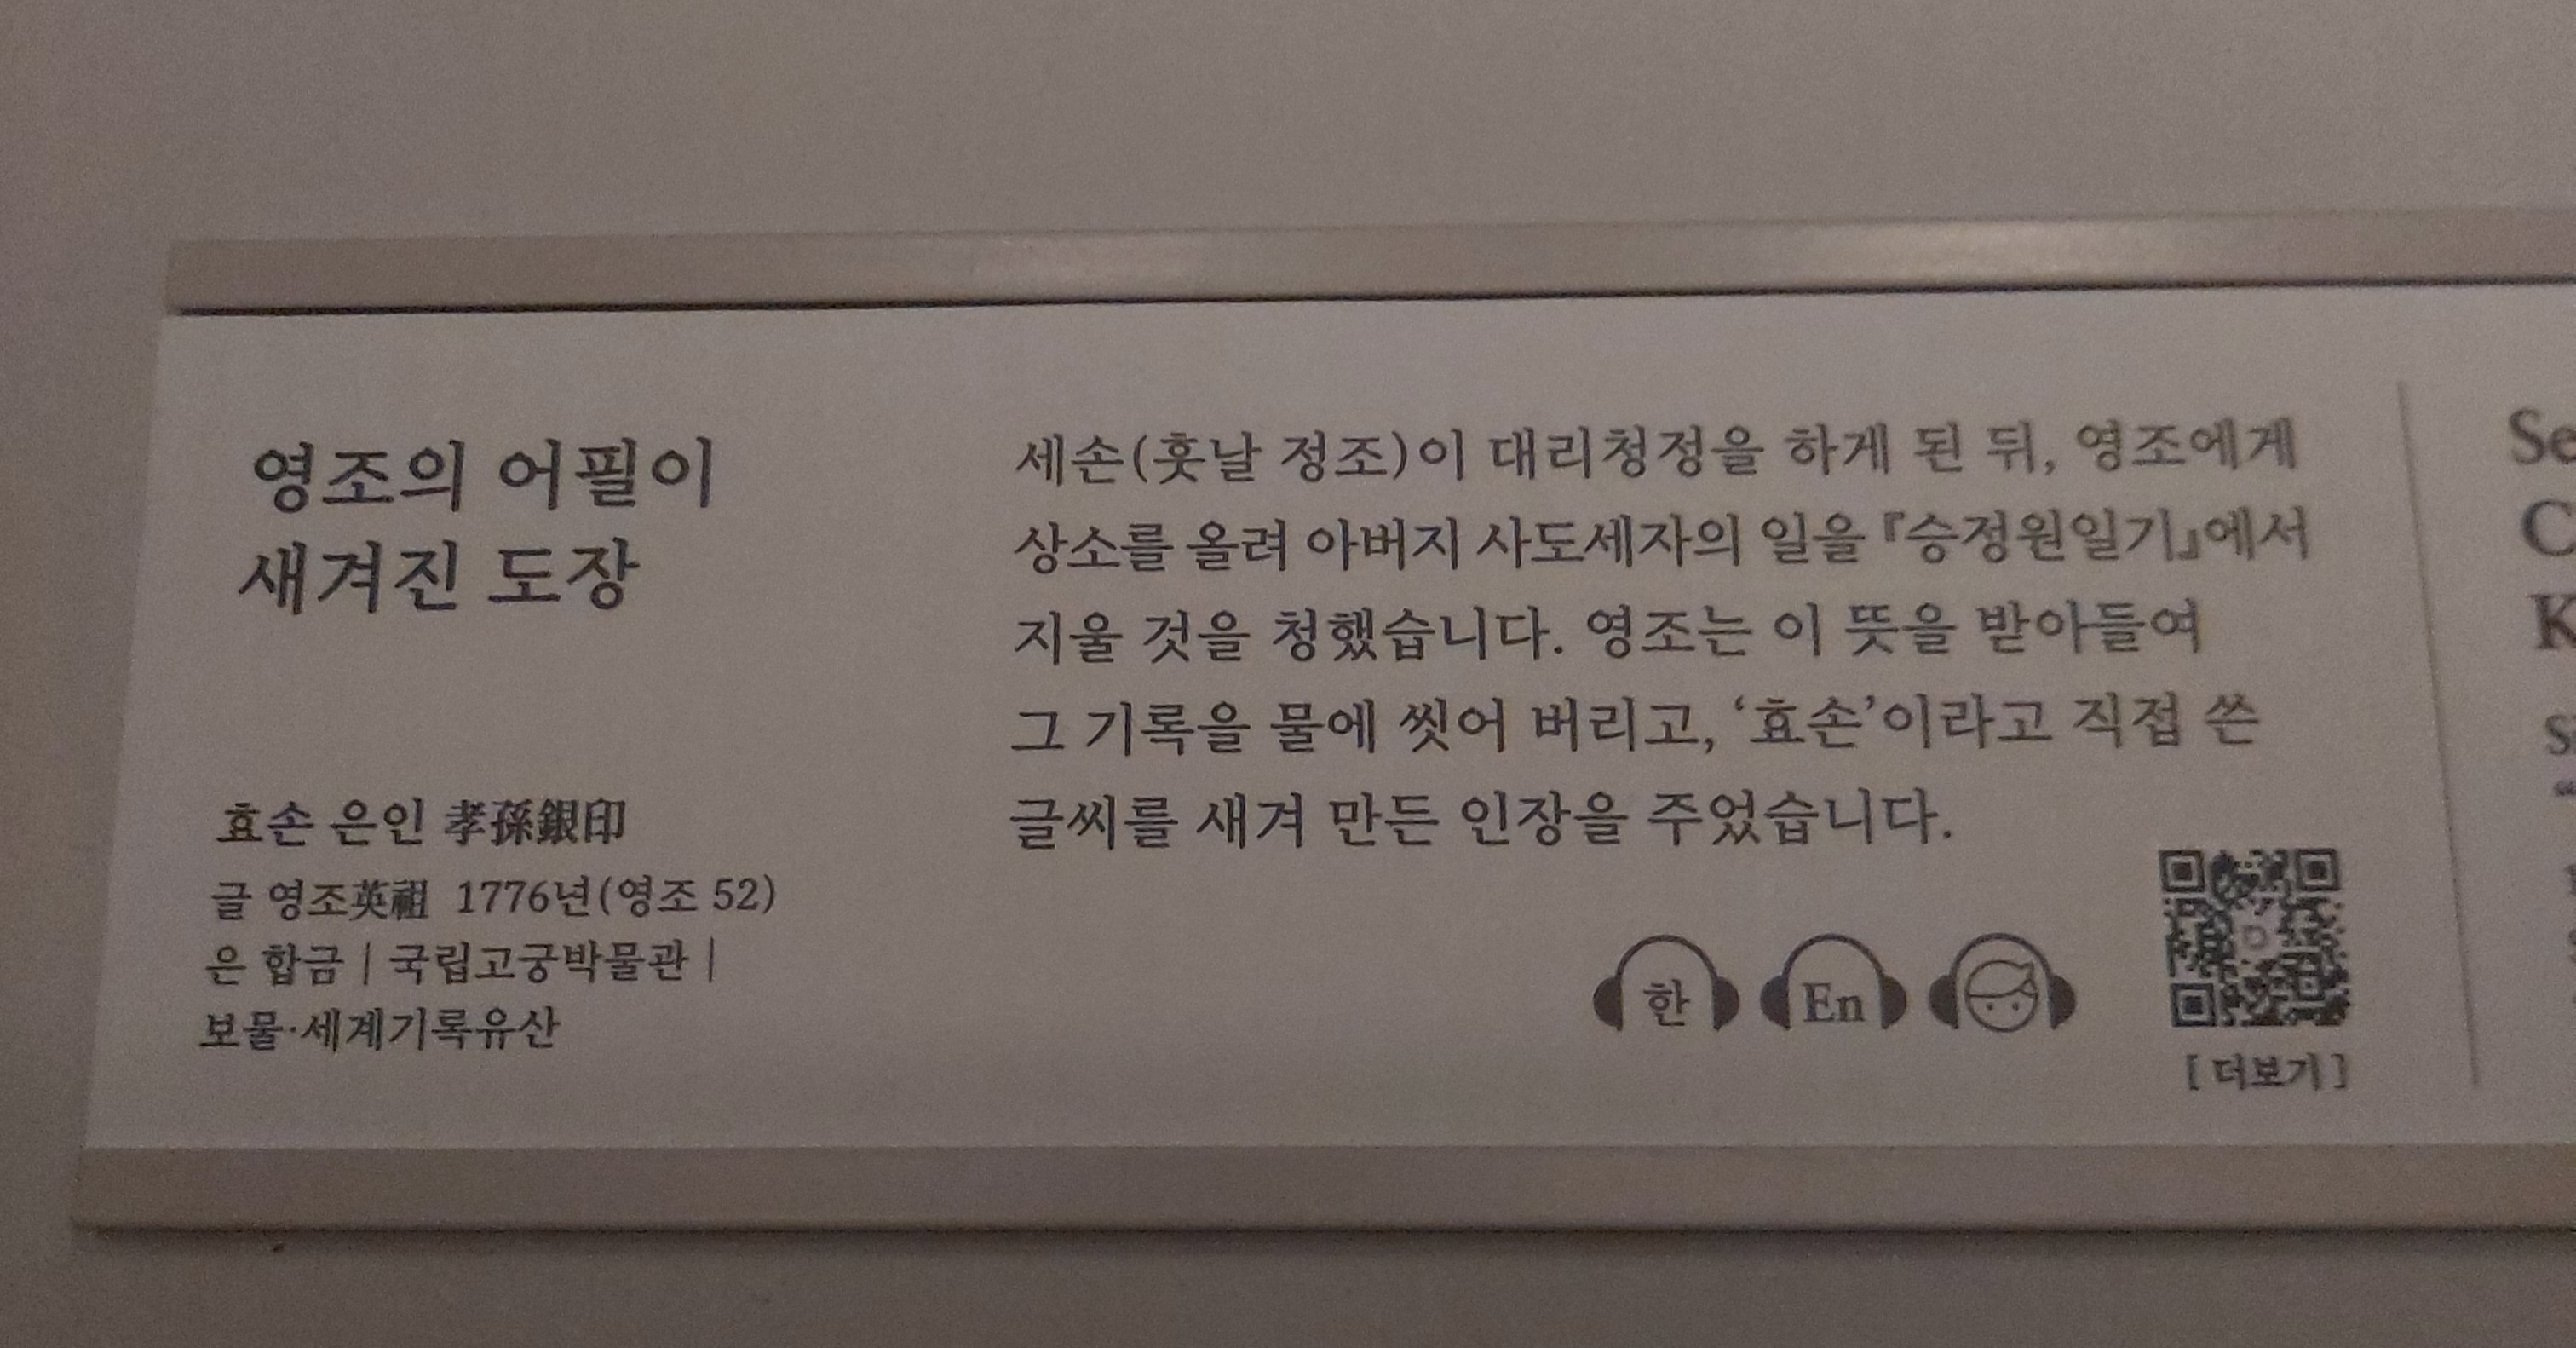 영조의 어필이
새겨진 도장
효손 은인 孝孫銀印
글 영조英祖 1776년(영조 52)
은 합금 | 국립고궁박물관 |
보물·세계기록유산
세손(훗날 정조)이 대리청정을 하게 된 뒤, 영조에게
상소를 올려 아버지 사도세자의 일을 『승정원일기』에서
지울 것을 청했습니다. 영조는 이 뜻을 받아들여
그 기록을 물에 씻어 버리고, ‘효손’이라고 직접 쓴
글씨를 새겨 만든 인장을 주었습니다.
한
En
[ 더보기 ]